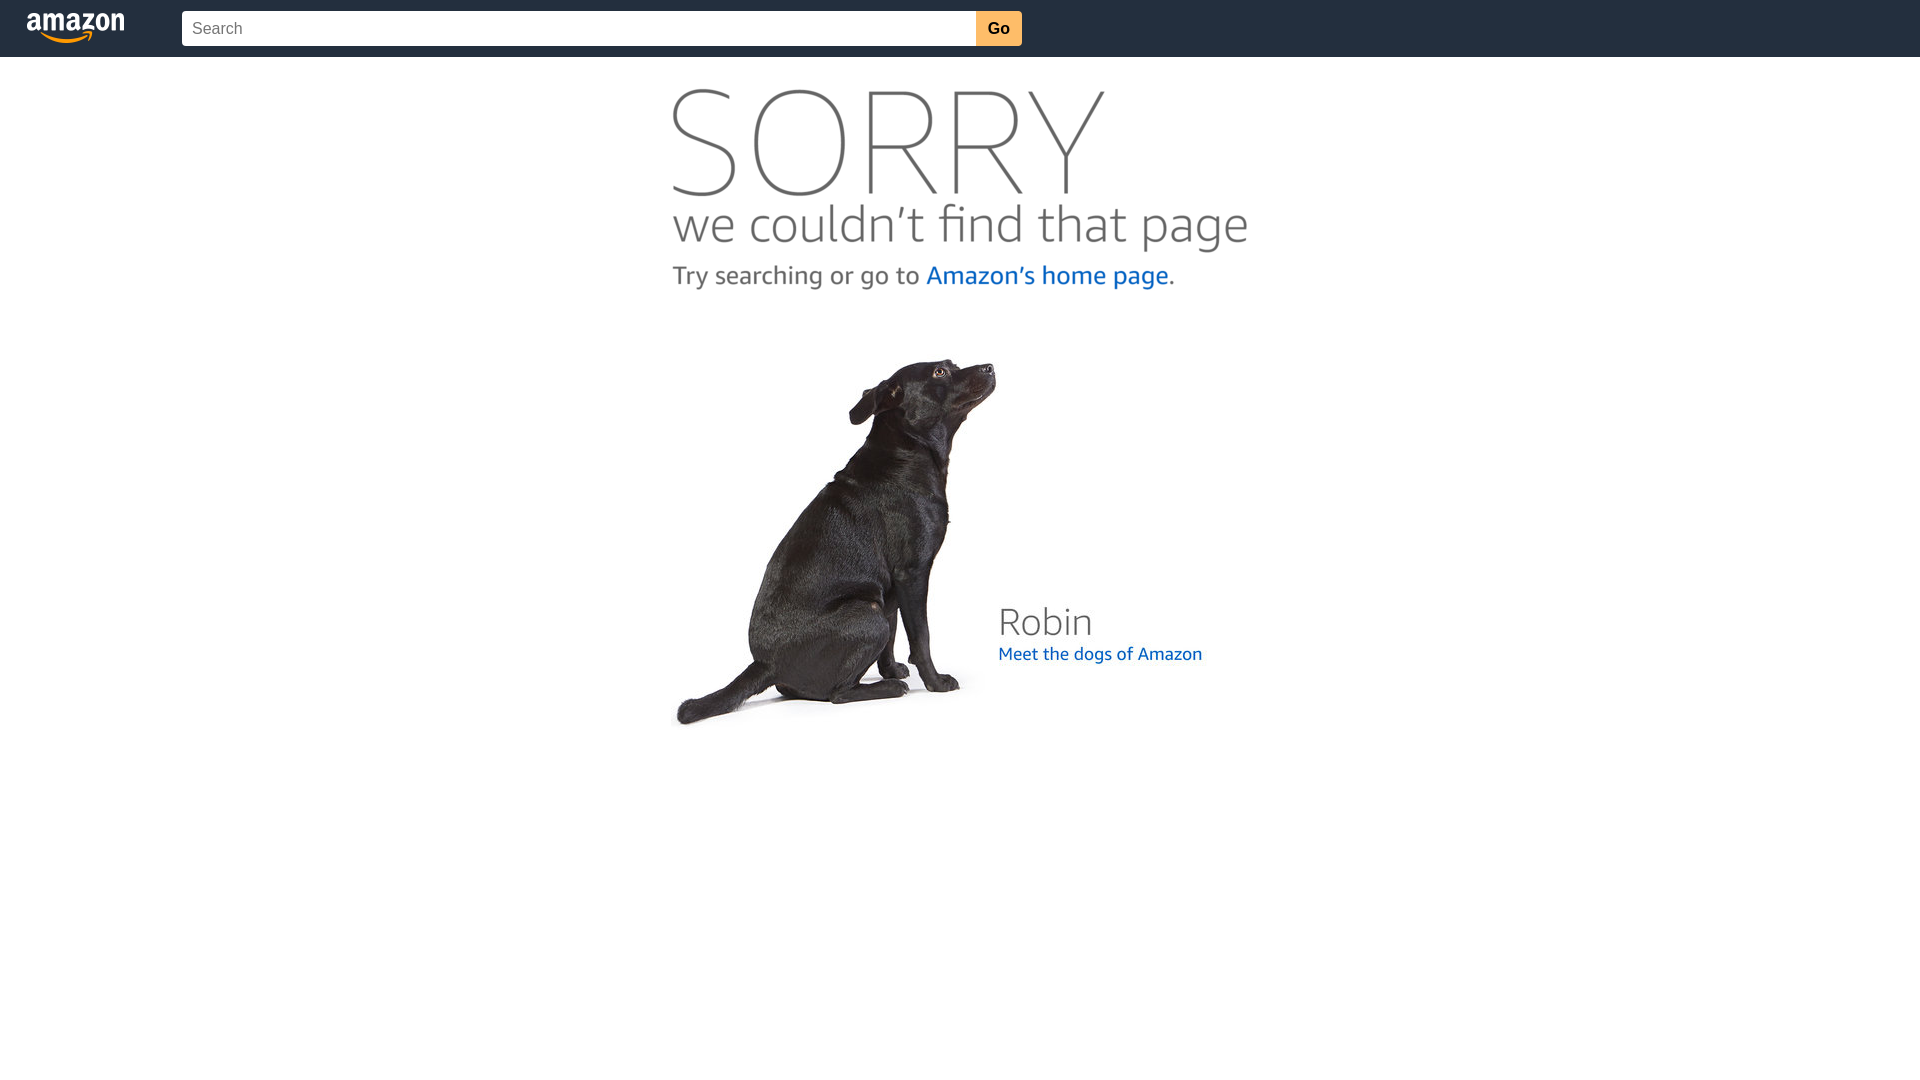 amazon
Search
Go
SORRY
we couldn't find that page
Try searching or go to Amazon's home page.
Robin
Meet the dogs of Amazon